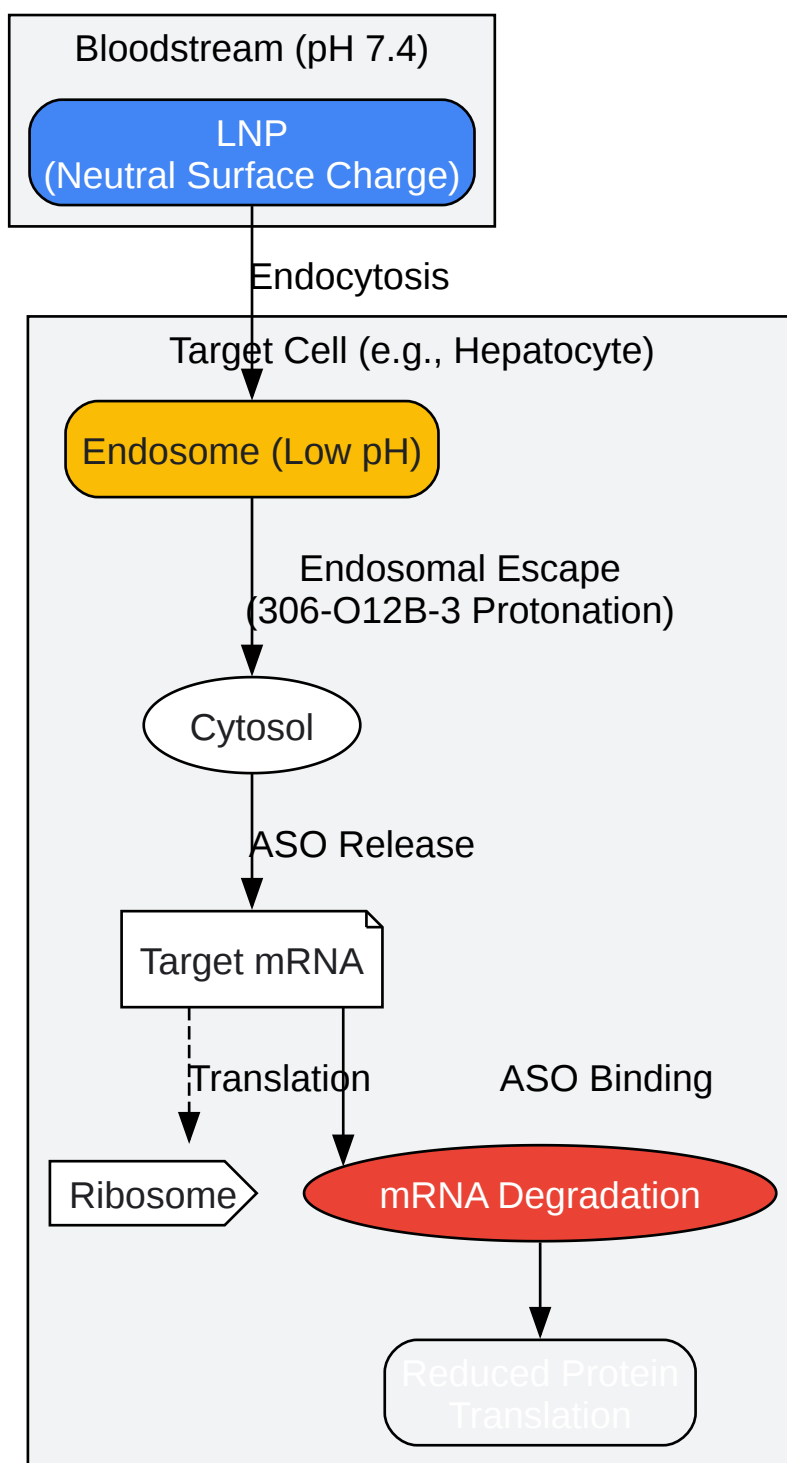 Bloodstream (pH 7.4)
LNP
(Neutral Surface Charge)
Endocytosis
Target Cell (e.g., Hepatocyte)
Endosome (Low pH)
Endosomal Escape
(306-O12B-3 Protonation)
Cytosol
ASO Release
Target mRNA
Translation
ASO Binding
Ribosome
mRNA Degradation
Reduced Protein
Translation